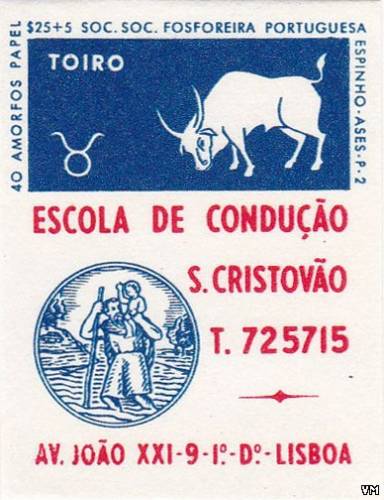 $25+5 SOC. SOC. FOSFOREIRA PORTUGUESA
40 AMORFOS PAPEL
ESPINHO-ASES-P-2
TOIRO
ESCOLA DE CONDUÇÃO
S. CRISTOVÃO
T. 725715
AV. JOÃO XXI-9-1º-Dº-LISBOA
VM